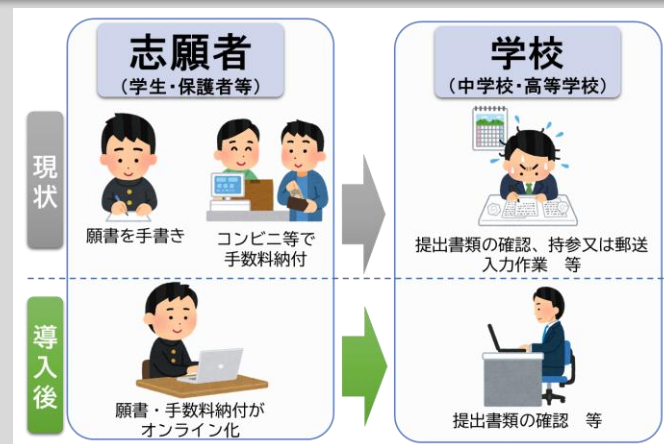 志願者
(学生・保護者等)
学校
(中学校・高等学校)
現状
願書を手書き
コンビニ等で
手数料納付
提出書類の確認、持参又は郵送
入力作業 等
導入後
願書・手数料納付が
オンライン化
提出書類の確認 等